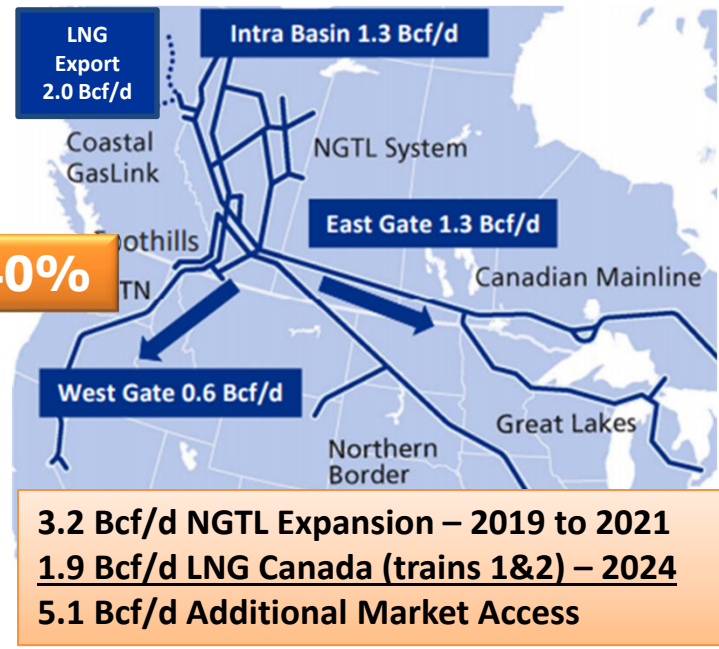 LNG
Export
2.0 Bcf/d
Intra Basin 1.3 Bcf/d
Coastal
GasLink
NGTL System
East Gate 1.3 Bcf/d
40%
Canadian Mainline
West Gate 0.6 Bcf/d
Great Lakes
Northern
Border
3.2 Bcf/d NGTL Expansion – 2019 to 2021
1.9 Bcf/d LNG Canada (trains 1&2) – 2024
5.1 Bcf/d Additional Market Access